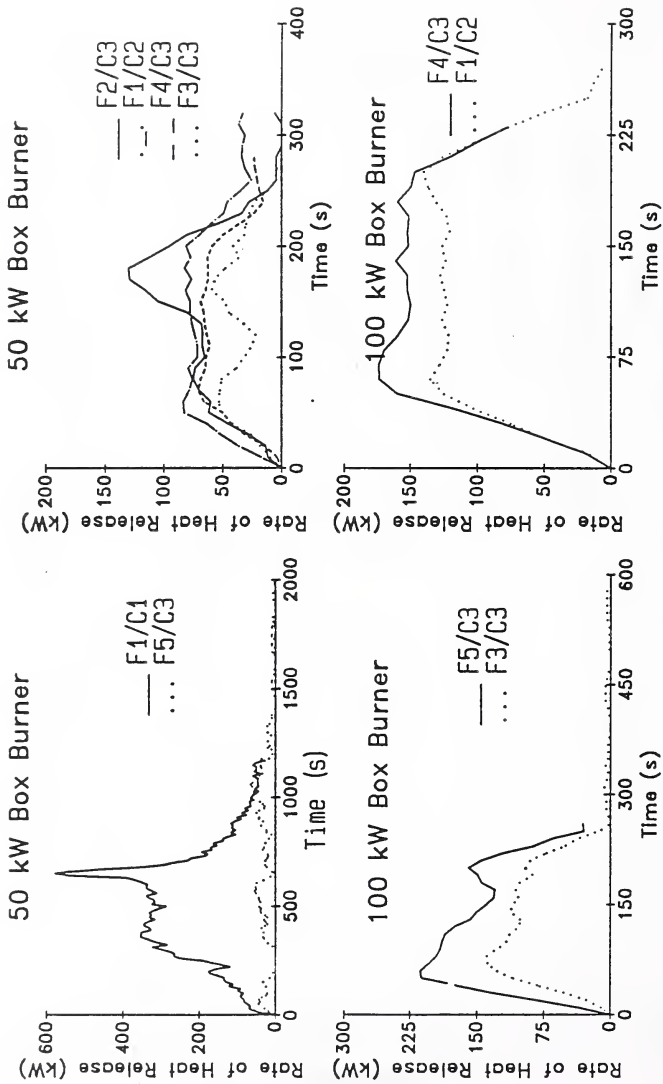 50 kW Box Burner
600
400
200
0
Rate of Heat Release (kW)
F1/C1
F5/C3
0
500
1000
1500
2000
Time (s)
50 kW Box Burner
200
150
100
50
0
Rate of Heat Release (kW)
F2/C3
F1/C2
F4/C3
F3/C3
0
100
200
300
400
Time (s)
100 kW Box Burner
300
225
150
75
0
Rate of Heat Release (kW)
F5/C3
F3/C3
0
150
300
450
600
Time (s)
100 kW Box Burner
200
150
100
50
0
Rate of Heat Release (kW)
F4/C3
F1/C2
0
75
150
225
300
Time (s)